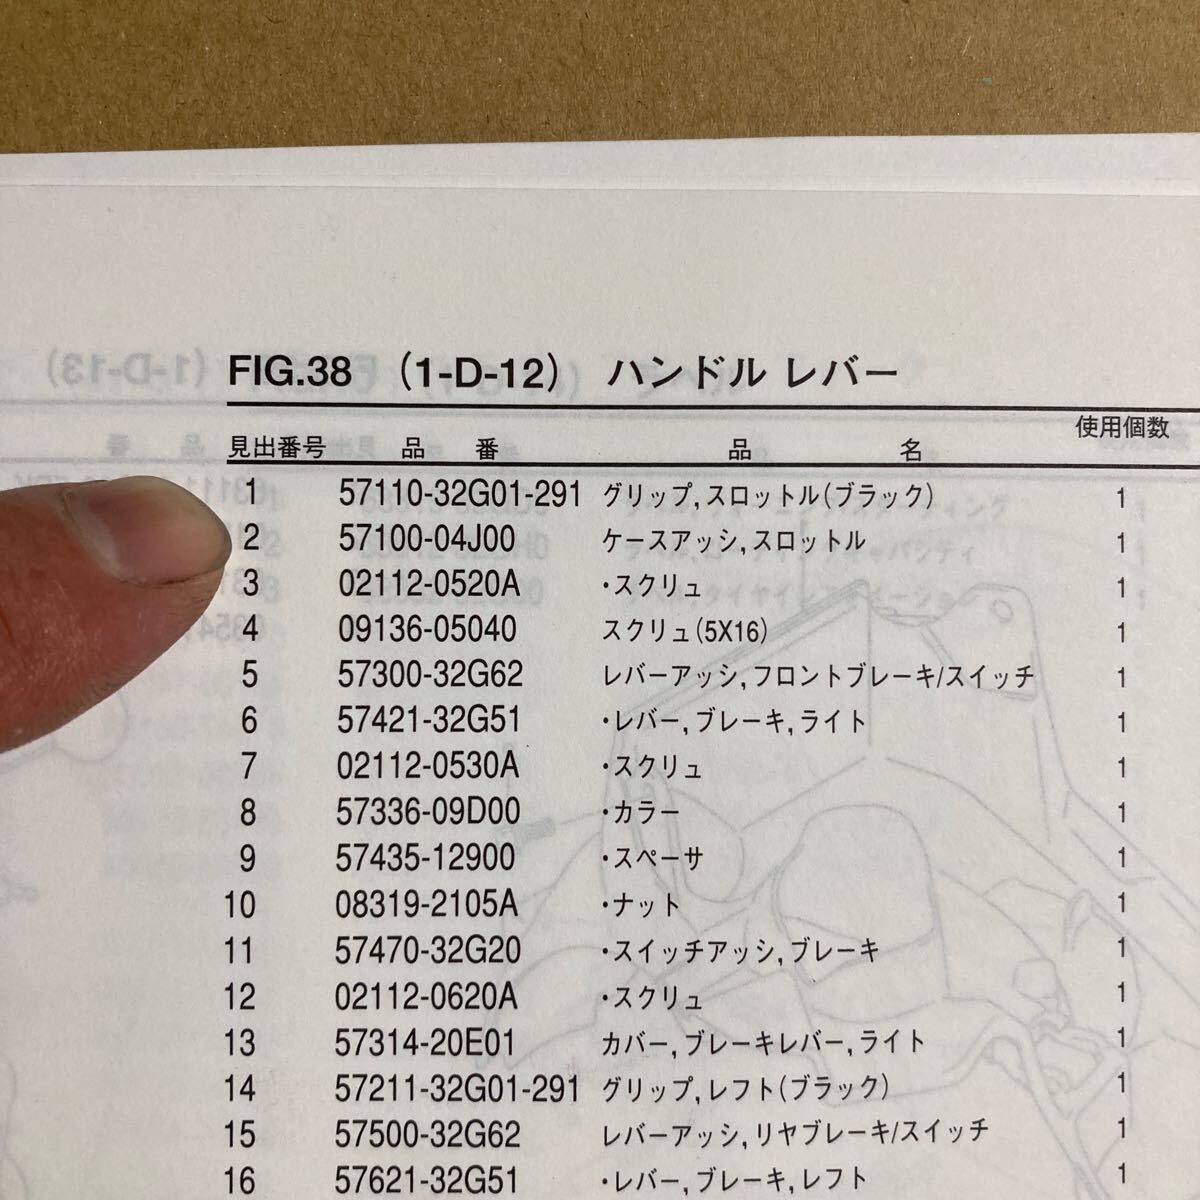 FIG.38 (1-D-12) ハンドル レバー
見出番号 品 番 品 名 使用個数
1 57110-32G01-291 グリップ,スロットル(ブラック) 1
2 57100-04J00 ケースアッシ,スロットル 1
3 02112-0520A ・スクリュ 1
4 09136-05040 スクリュ(5X16) 1
5 57300-32G62 レバーアッシ,フロントブレーキ/スイッチ 1
6 57421-32G51 ・レバー,ブレーキ,ライト 1
7 02112-0530A ・スクリュ 1
8 57336-09D00 ・カラー 1
9 57435-12900 ・スペーサ 1
10 08319-2105A ・ナット 1
11 57470-32G20 ・スイッチアッシ,ブレーキ 1
12 02112-0620A ・スクリュ 1
13 57314-20E01 カバー,ブレーキレバー,ライト 1
14 57211-32G01-291 グリップ,レフト(ブラック) 1
15 57500-32G62 レバーアッシ,リヤブレーキ/スイッチ 1
16 57621-32G51 ・レバー,ブレーキ,レフト 1